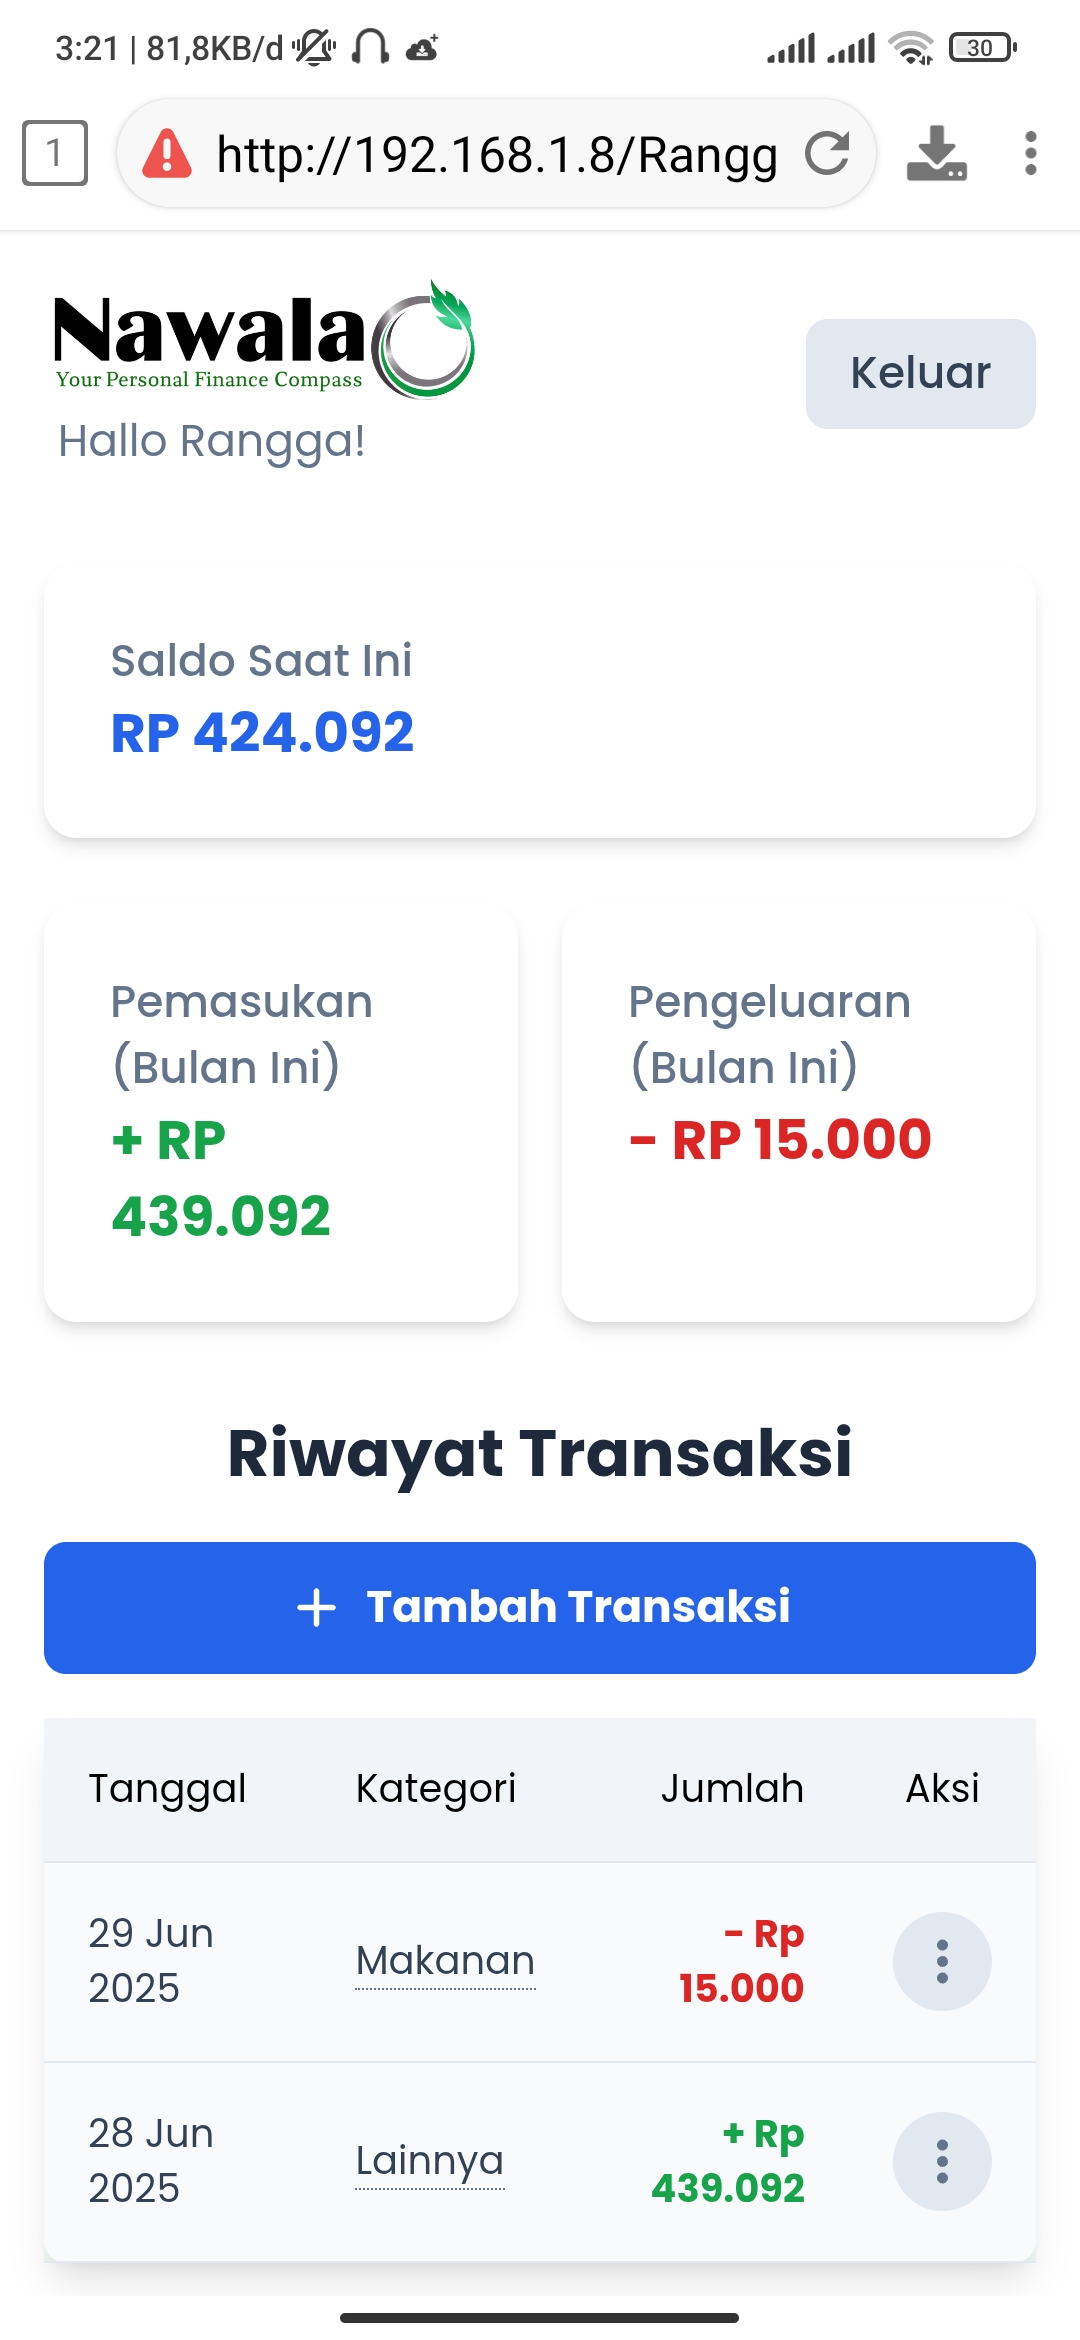 3:21 | 81,8KB/d
30
1
http://192.168.1.8/Rangg
Nawala
Your Personal Finance Compass
Hallo Rangga!
Keluar
Saldo Saat Ini
RP 424.092
Pemasukan
(Bulan Ini)
+ RP
439.092
Pengeluaran
(Bulan Ini)
- RP 15.000
Riwayat Transaksi
+ Tambah Transaksi
Tanggal Kategori Jumlah Aksi
29 Jun
2025
Makanan
- Rp
15.000
28 Jun
2025
Lainnya
+ Rp
439.092